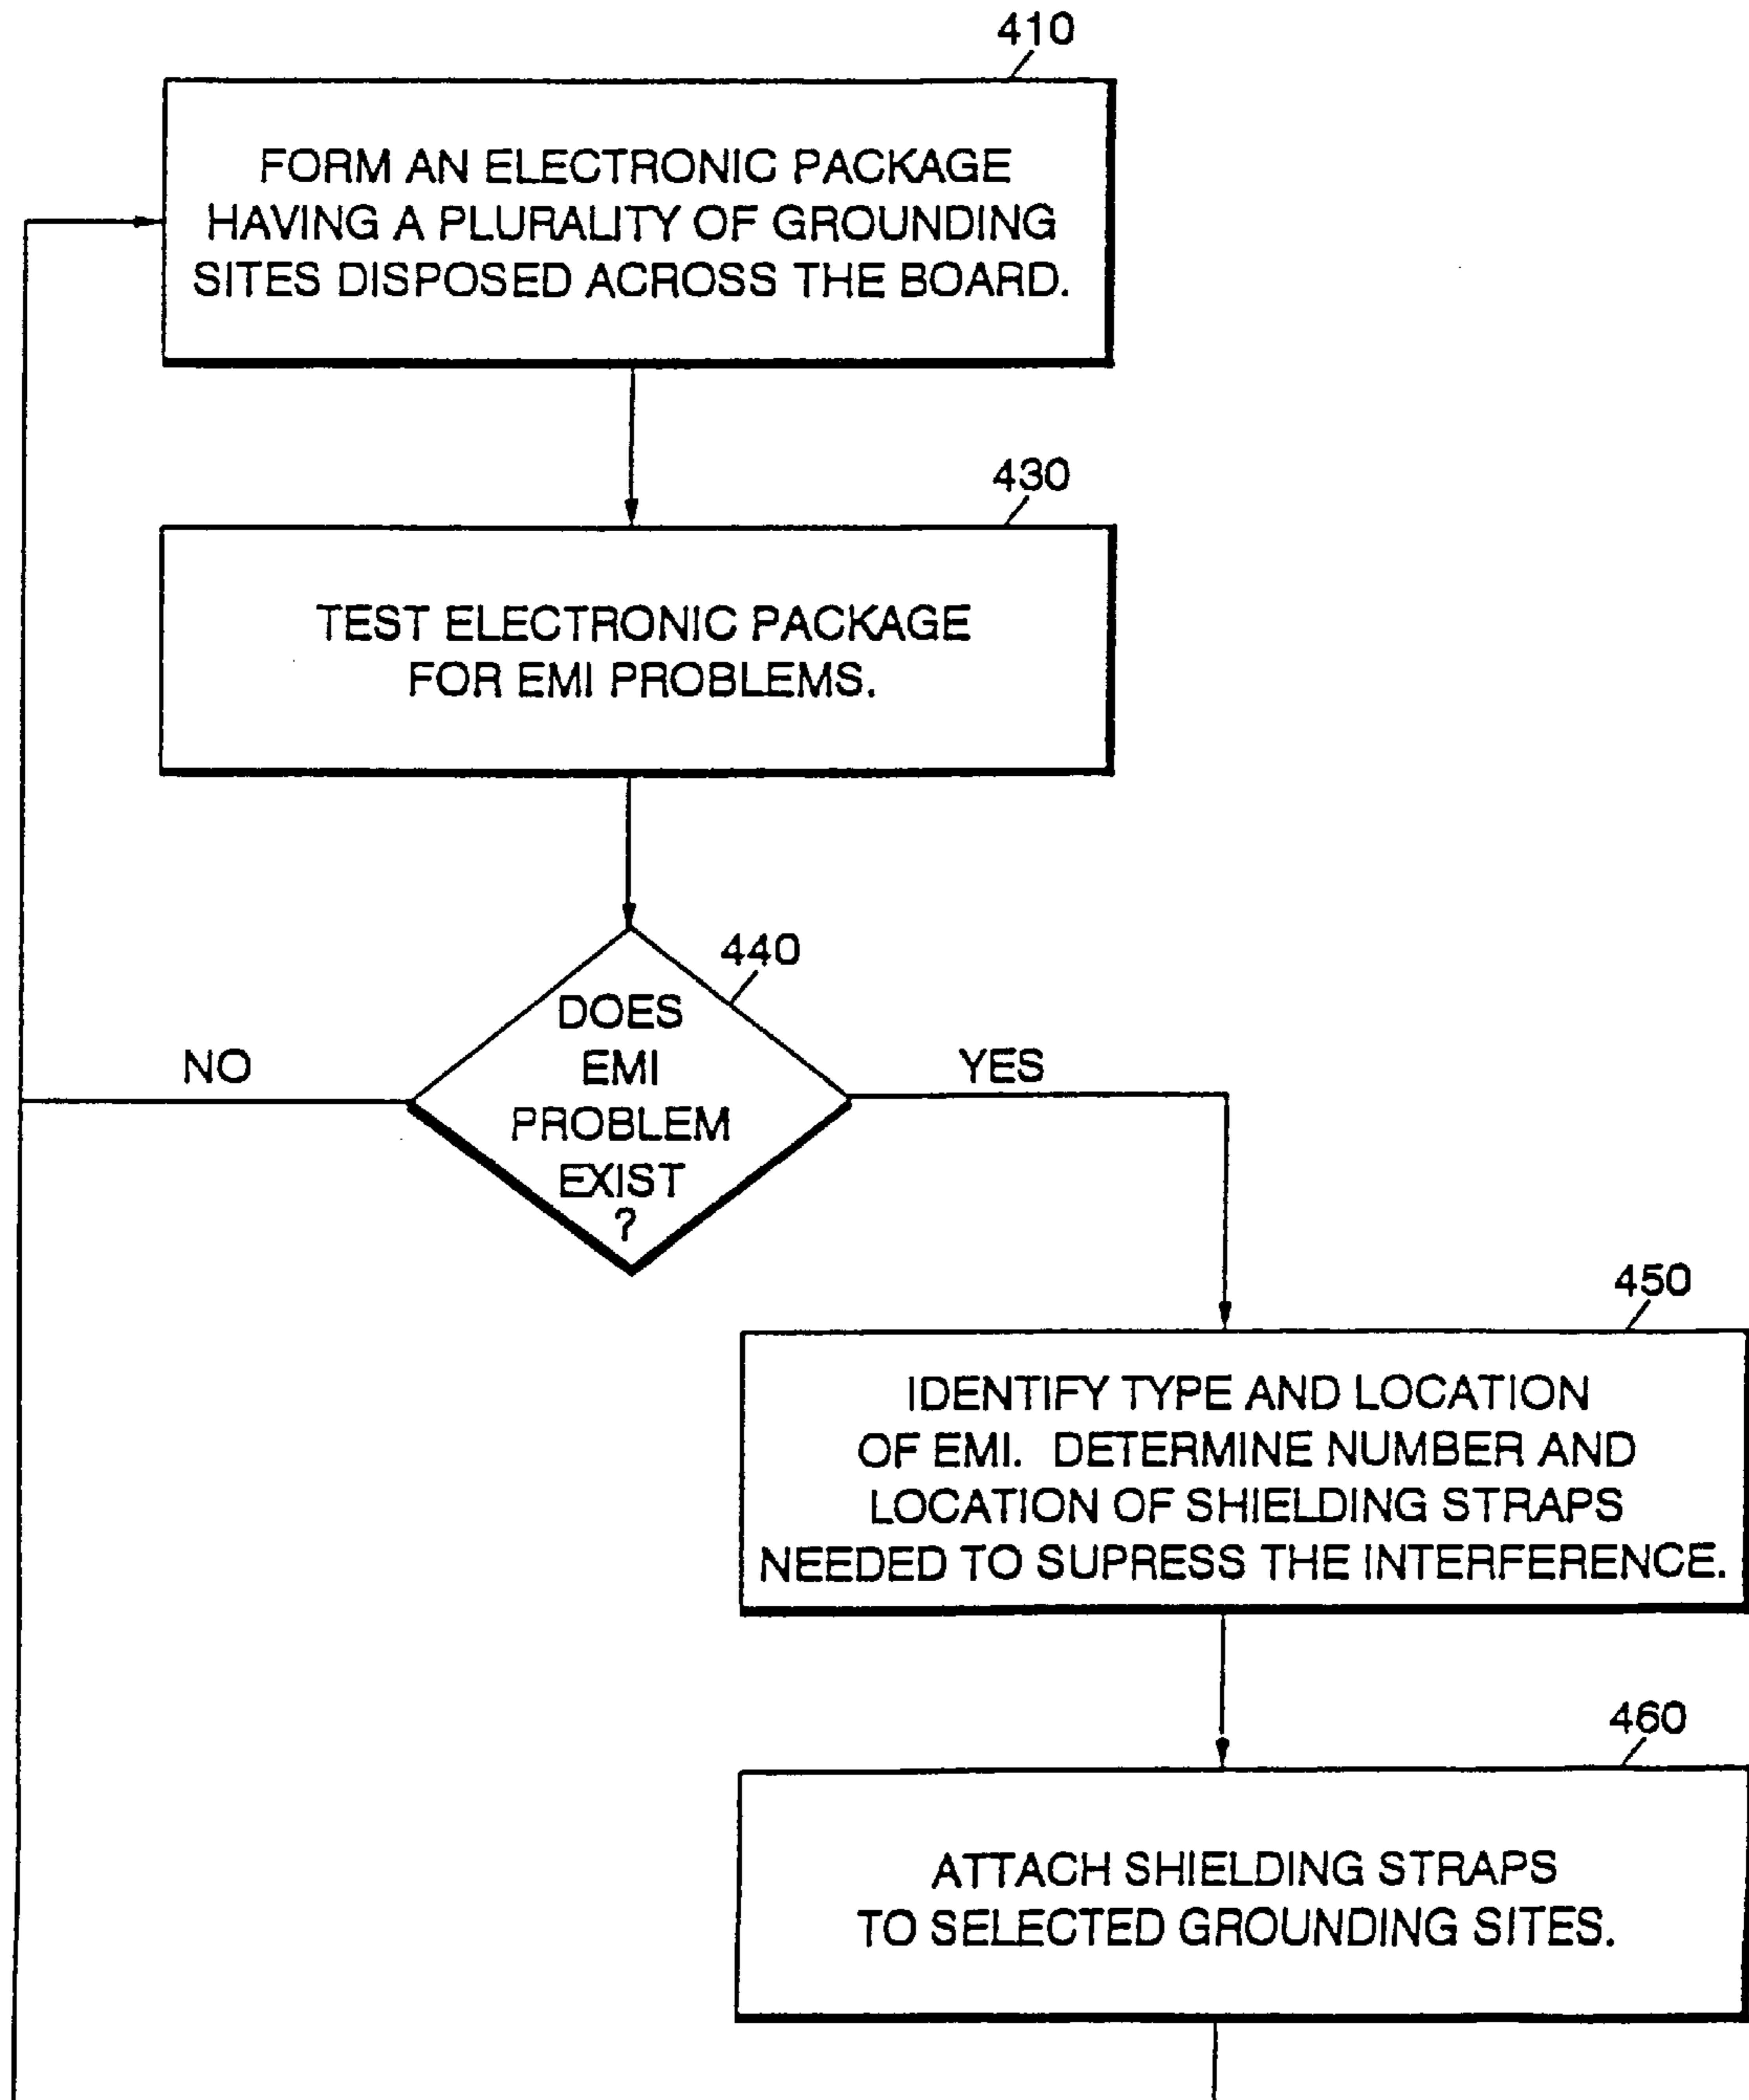 410
FORM AN ELECTRONIC PACKAGE
HAVING A PLURALITY OF GROUNDING
SITES DISPOSED ACROSS THE BOARD.
430
TEST ELECTRONIC PACKAGE
FOR EMI PROBLEMS.
440
DOES
EMI
PROBLEM
EXIST
?
NO
YES
450
IDENTIFY TYPE AND LOCATION
OF EMI. DETERMINE NUMBER AND
LOCATION OF SHIELDING STRAPS
NEEDED TO SUPRESS THE INTERFERENCE.
460
ATTACH SHIELDING STRAPS
TO SELECTED GROUNDING SITES.